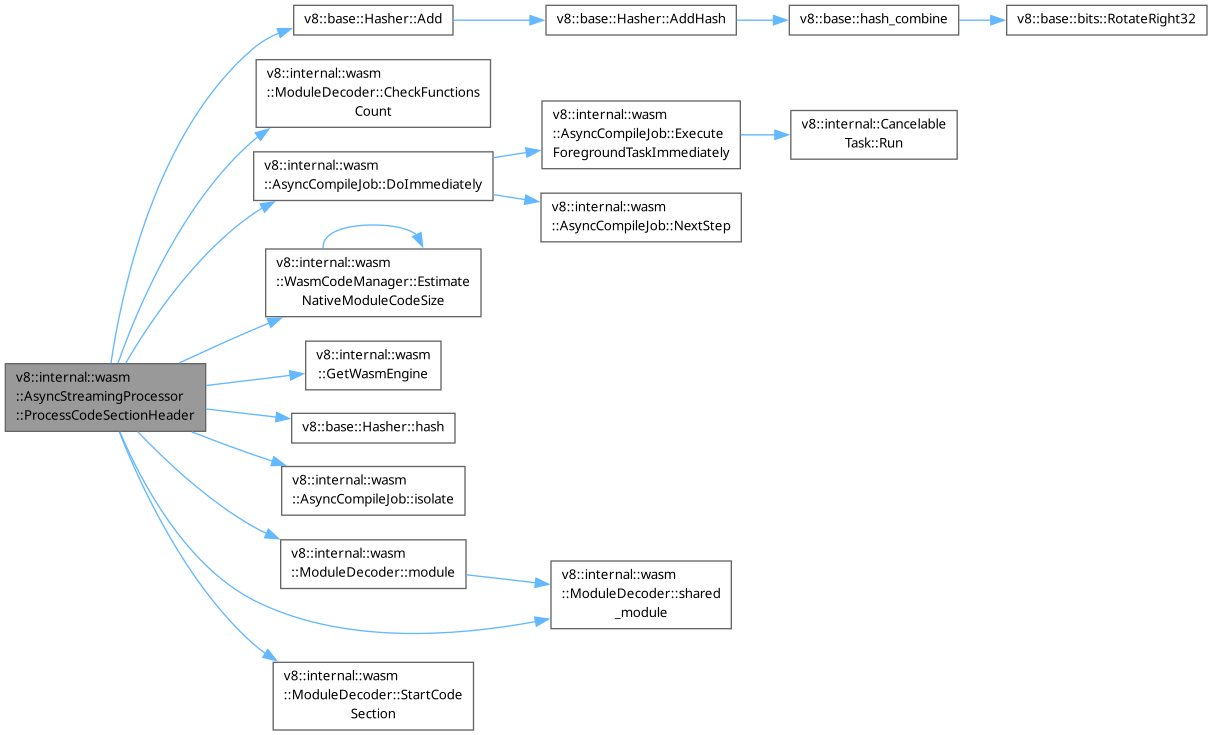 v8::base::Hasher::Add
v8::base::Hasher::AddHash
v8::base::hash_combine
v8::base::bits::RotateRight32
v8::internal::wasm
::ModuleDecoder::CheckFunctions
Count
v8::internal::wasm
::AsyncCompileJob::DoImmediately
v8::internal::wasm
::AsyncCompileJob::Execute
ForegroundTaskImmediately
v8::internal::Cancelable
Task::Run
v8::internal::wasm
::AsyncCompileJob::NextStep
v8::internal::wasm
::WasmCodeManager::Estimate
NativeModuleCodeSize
v8::internal::wasm
::GetWasmEngine
v8::internal::wasm
::AsyncStreamingProcessor
::ProcessCodeSectionHeader
v8::base::Hasher::hash
v8::internal::wasm
::AsyncCompileJob::isolate
v8::internal::wasm
::ModuleDecoder::module
v8::internal::wasm
::ModuleDecoder::shared
_module
v8::internal::wasm
::ModuleDecoder::StartCode
Section